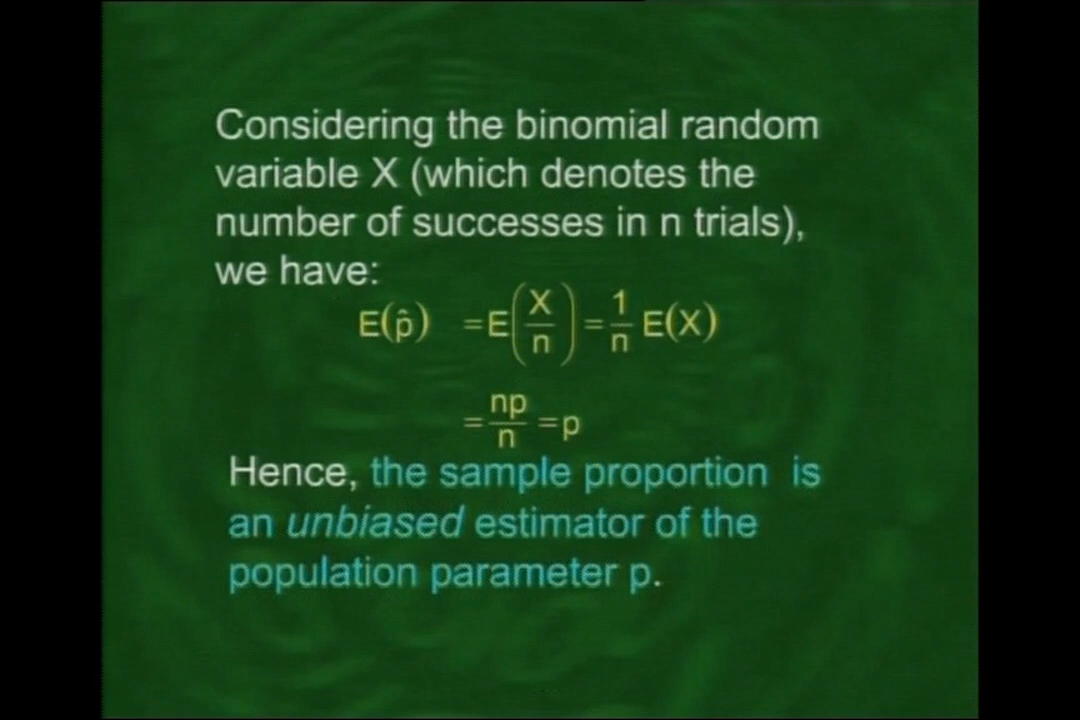 Considering the binomial random
variable X (which denotes the
number of successes in n trials),
we have:
E(p̂) =E(X/n)=1/n E(X)
=np/n=p
Hence, the sample proportion is
an unbiased estimator of the
population parameter p.